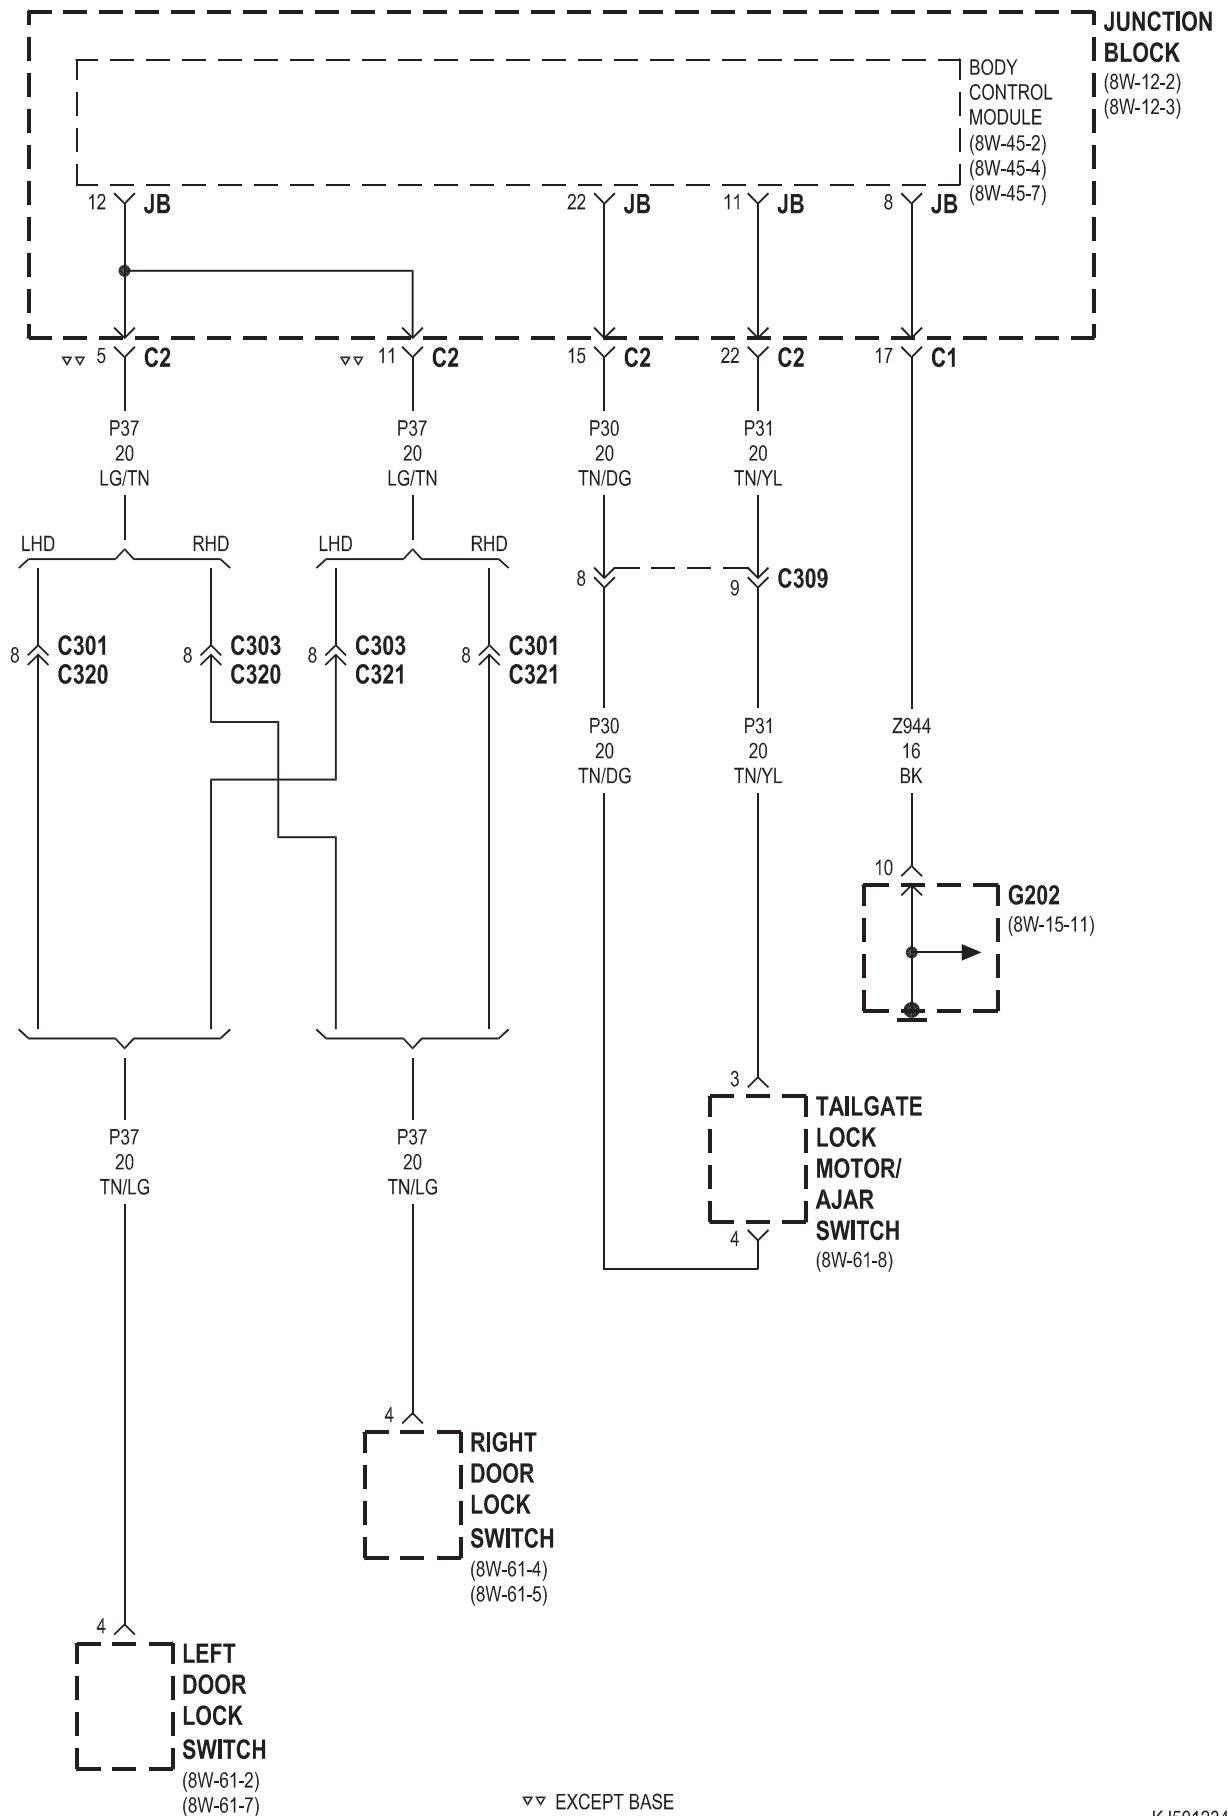 JUNCTION
BLOCK
(8W-12-2)
(8W-12-3)
BODY
CONTROL
MODULE
(8W-45-2)
(8W-45-4)
(8W-45-7)
12 JB
22 JB
11 JB
8 JB
▿▿ 5 C2
▿▿ 11 C2
15 C2
22 C2
17 C1
P37
20
LG/TN
P37
20
LG/TN
P30
20
TN/DG
P31
20
TN/YL
LHD RHD
LHD RHD
8
9 C309
8 C301
C320
8 C303
C320
8 C303
C321
8 C301
C321
P30
20
TN/DG
P31
20
TN/YL
Z944
16
BK
10
G202
(8W-15-11)
3
TAILGATE
LOCK
MOTOR/
AJAR
SWITCH
(8W-61-8)
4
P37
20
TN/LG
P37
20
TN/LG
4
RIGHT
DOOR
LOCK
SWITCH
(8W-61-4)
(8W-61-5)
4
LEFT
DOOR
LOCK
SWITCH
(8W-61-2)
(8W-61-7)
▿▿ EXCEPT BASE